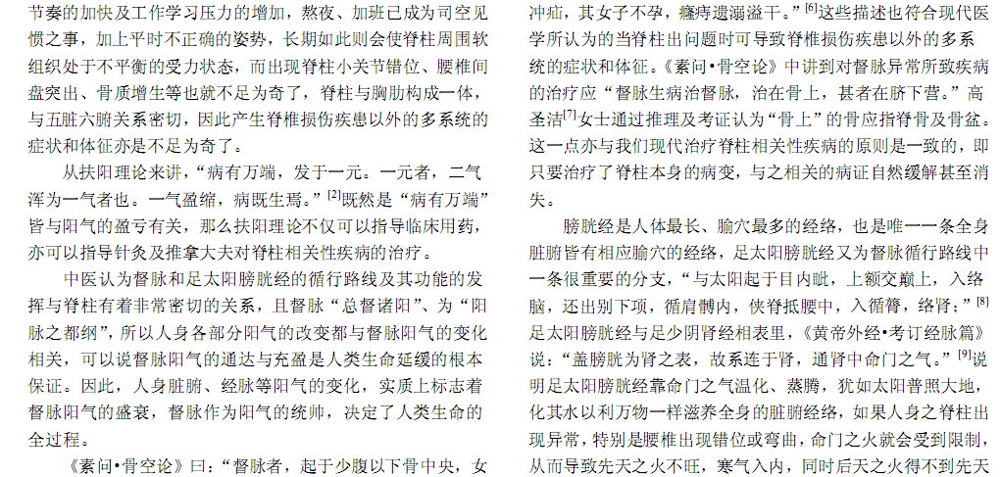 节奏的加快及工作学习压力的增加，熬夜、加班已成为司空见
惯之事，加上平时不正确的姿势，长期如此则会使脊柱周围软
组织处于不平衡的受力状态，而出现脊柱小关节错位、腰椎间
盘突出、骨质增生等也就不足为奇了，脊柱与胸肋构成一体，
与五脏六腑关系密切，因此产生脊椎损伤疾患以外的多系统的
症状和体征亦是不足为奇了。
从扶阳理论来讲，“病有万端，发于一元。一元者，二气
浑为一气者也。一气盈缩，病既生焉。”[2]既然是“病有万端”
皆与阳气的盈亏有关，那么扶阳理论不仅可以指导临床用药，
亦可以指导针灸及推拿大夫对脊柱相关性疾病的治疗。
中医认为督脉和足太阳膀胱经的循行路线及其功能的发
挥与脊柱有着非常密切的关系，且督脉“总督诸阳”、为“阳
脉之都纲”，所以人身各部分阳气的改变都与督脉阳气的变化
相关，可以说督脉阳气的通达与充盈是人类生命延缓的根本
保证。因此，人身脏腑、经脉等阳气的变化，实质上标志着
督脉阳气的盛衰，督脉作为阳气的统帅，决定了人类生命的
全过程。
《素问•骨空论》曰：“督脉者，起于少腹以下骨中央，女
冲疝，其女子不孕，癃痔遗溺溢干。”[6]这些描述也符合现代医
学所认为的当脊柱出问题时可导致脊椎损伤疾患以外的多系
统的症状和体征。《素问•骨空论》中讲到对督脉异常所致疾病
的治疗应“督脉生病治督脉，治在骨上，甚者在脐下营。”高
圣洁[7]女士通过推理及考证认为“骨上”的骨应指脊骨及骨盆。
这一点亦与我们现代治疗脊柱相关性疾病的原则是一致的，即
只要治疗了脊柱本身的病变，与之相关的病证自然缓解甚至消
失。
膀胱经是人体最长、腧穴最多的经络，也是唯一一条全身
脏腑皆有相应腧穴的经络，足太阳膀胱经又为督脉循行路线中
一条很重要的分支，“与太阳起于目内眦，上额交巅上，入络
脑，还出别下项，循肩髆内，侠脊抵腰中，入循膂，络肾；”[8]
足太阳膀胱经与足少阴肾经相表里，《黄帝外经•考订经脉篇》
说：“盖膀胱为肾之表，故系连于肾，通肾中命门之气。”[9]说
明足太阳膀胱经靠命门之气温化、蒸腾，犹如太阳普照大地，
化其水以利万物一样滋养全身的脏腑经络，如果人身之脊柱出
现异常，特别是腰椎出现错位或弯曲，命门之火就会受到限制，
从而导致先天之火不旺，寒气入内，同时后天之火得不到先天